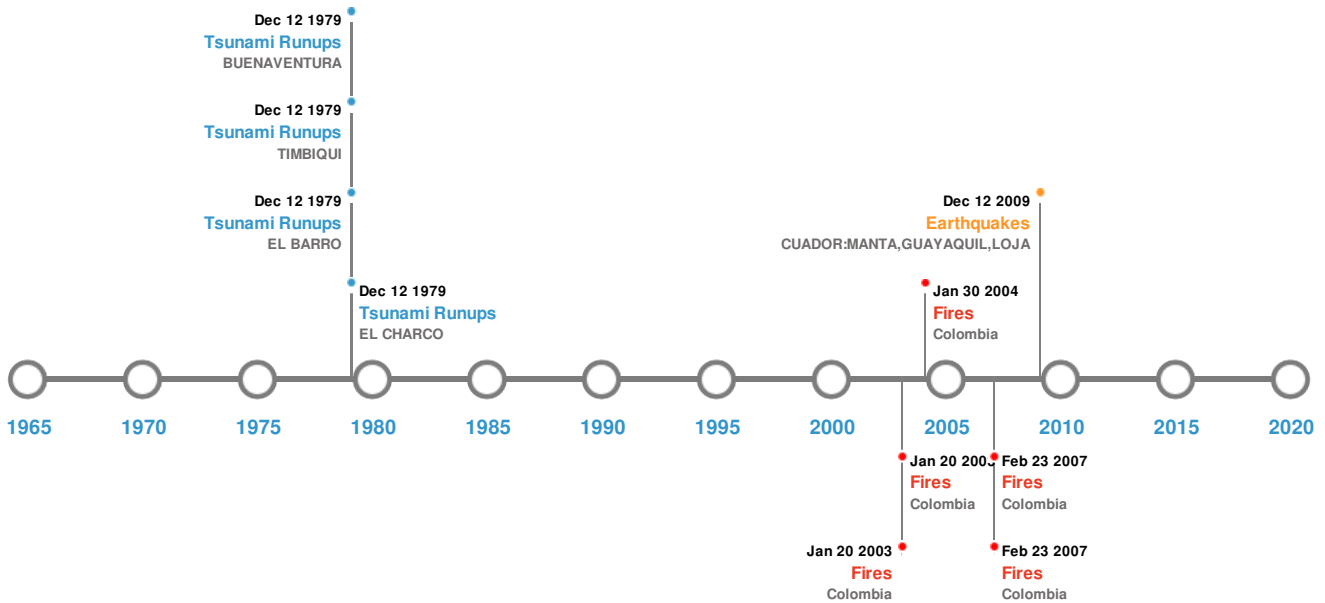 Dec 12 1979
Tsunami Runups
BUENAVENTURA
Dec 12 1979
Tsunami Runups
TIMBIQUI
Dec 12 1979
Tsunami Runups
EL BARRO
Dec 12 1979
Tsunami Runups
EL CHARCO
Dec 12 2009
Earthquakes
CUADOR:MANTA,GUAYAQUIL,LOJA
Jan 30 2004
Fires
Colombia
1965 1970 1975 1980 1985 1990 1995 2000 2005 2010 2015 2020
Jan 20 2003
Fires
Colombia
Feb 23 2007
Fires
Colombia
Jan 20 2003
Fires
Colombia
Feb 23 2007
Fires
Colombia